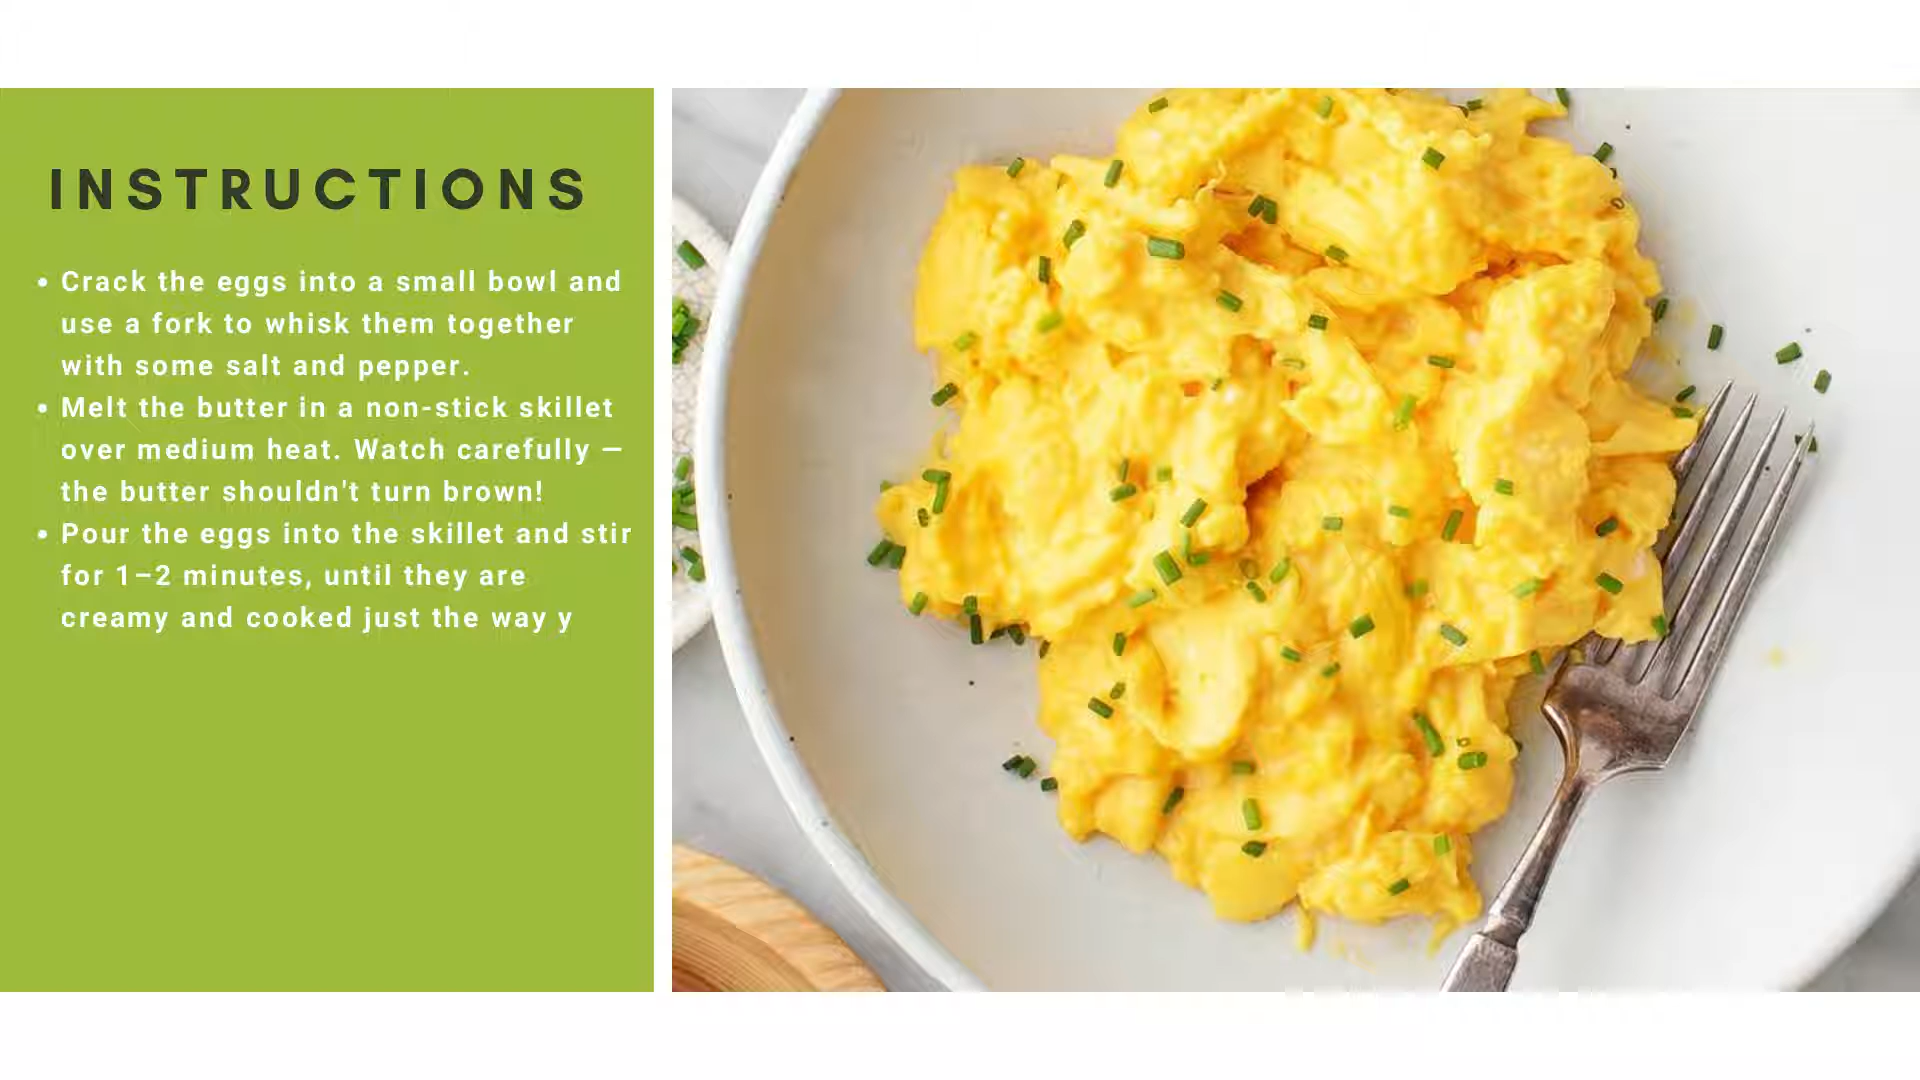 INSTRUCTIONS
• Crack the eggs into a small bowl and
use a fork to whisk them together
with some salt and pepper.
• Melt the butter in a non-stick skillet
over medium heat. Watch carefully —
the butter shouldn't turn brown!
• Pour the eggs into the skillet and stir
for 1–2 minutes, until they are
creamy and cooked just the way y